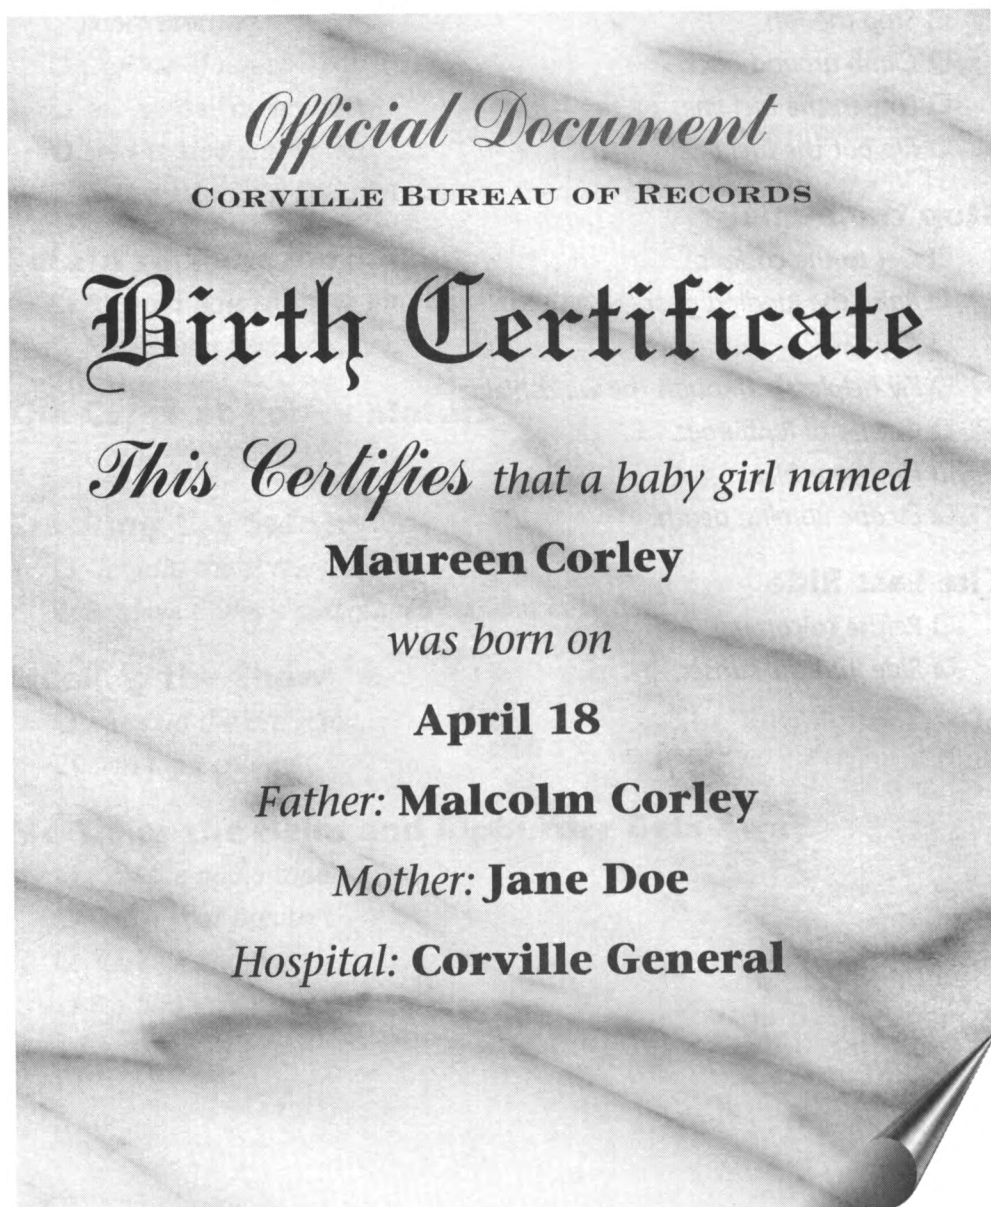 Official Document
CORVILLE BUREAU OF RECORDS
Birth Certificate
This Certifies that a baby girl named
Maureen Corley
was born on
April 18
Father: Malcolm Corley
Mother: Jane Doe
Hospital: Corville General